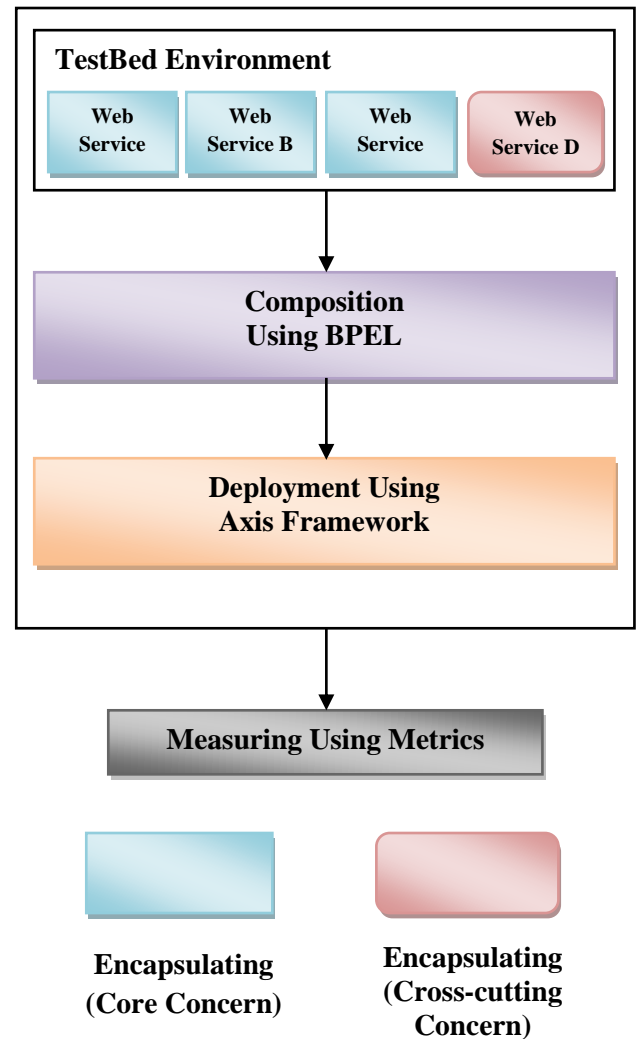 TestBed Environment
Web
Service
Web
Service B
Web
Service
Web
Service D
Composition
Using BPEL
Deployment Using
Axis Framework
Measuring Using Metrics
Encapsulating
(Core Concern)
Encapsulating
(Cross-cutting
Concern)